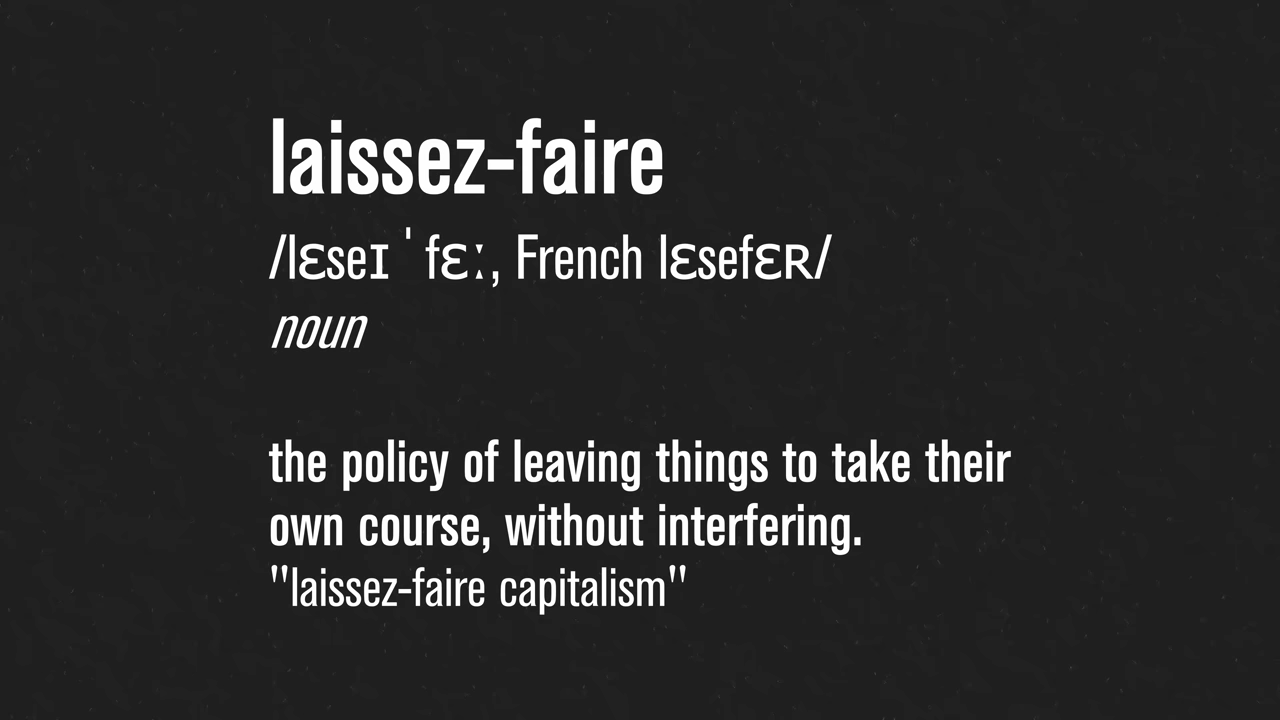 laissez-faire
/lɛseɪ ˈfɛː, French lɛsefɛʀ/
noun
the policy of leaving things to take their
own course, without interfering.
"laissez-faire capitalism"